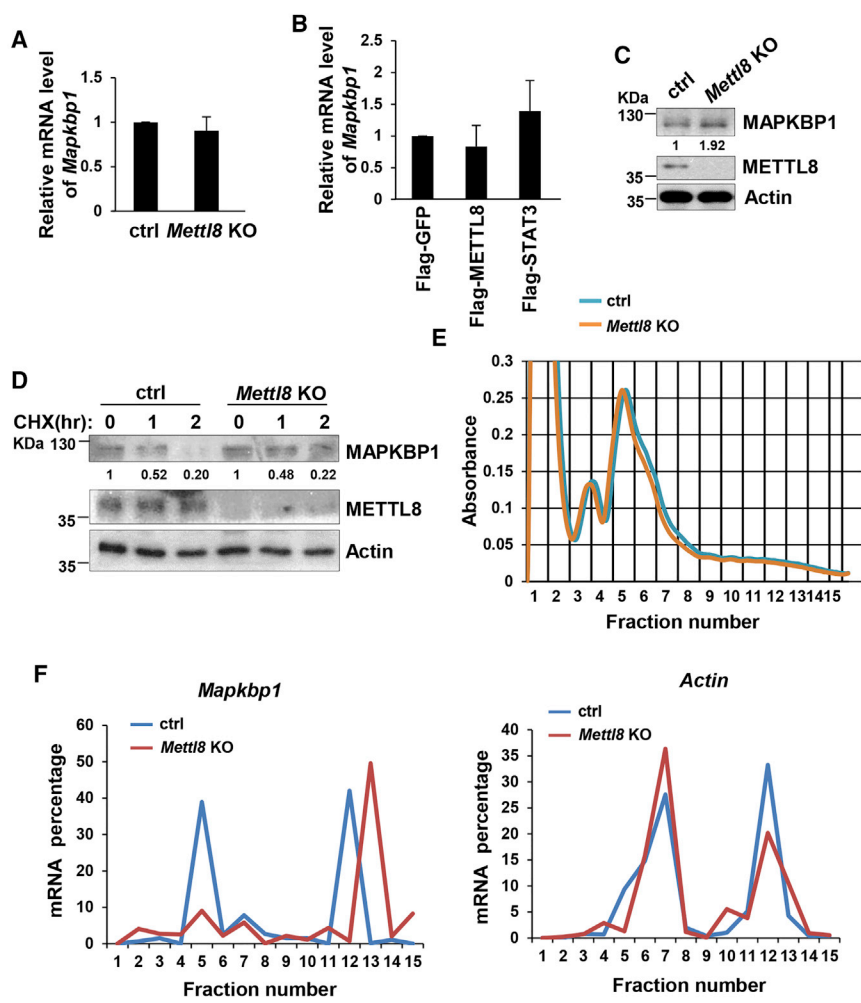 A
Relative mRNA level
of Mapkbp1
1.5
1
0.5
0
ctrl Mettl8 KO
B
Relative mRNA level
of Mapkbp1
2.5
2
1.5
1
0.5
0
Flag-GFP
Flag-METTL8
Flag-STAT3
C
ctrl
Mettl8 KO
KDa
130
MAPKBP1
1 1.92
METTL8
35
Actin
35
D
ctrl Mettl8 KO
CHX(hr): 0 1 2 0 1 2
KDa 130
MAPKBP1
1 0.52 0.20 1 0.48 0.22
METTL8
35
Actin
35
ctrl
Mettl8 KO
E
Absorbance
0.3
0.25
0.2
0.15
0.1
0.05
0
1 2 3 4 5 6 7 8 9 10 11 12 13 14 15
Fraction number
F
Mapkbp1
ctrl
Mettl8 KO
mRNA percentage
60
50
40
30
20
10
0
1 2 3 4 5 6 7 8 9 10 11 12 13 14 15
Fraction number
Actin
ctrl
Mettl8 KO
mRNA percentage
40
35
30
25
20
15
10
5
0
1 2 3 4 5 6 7 8 9 10 11 12 13 14 15
Fraction number